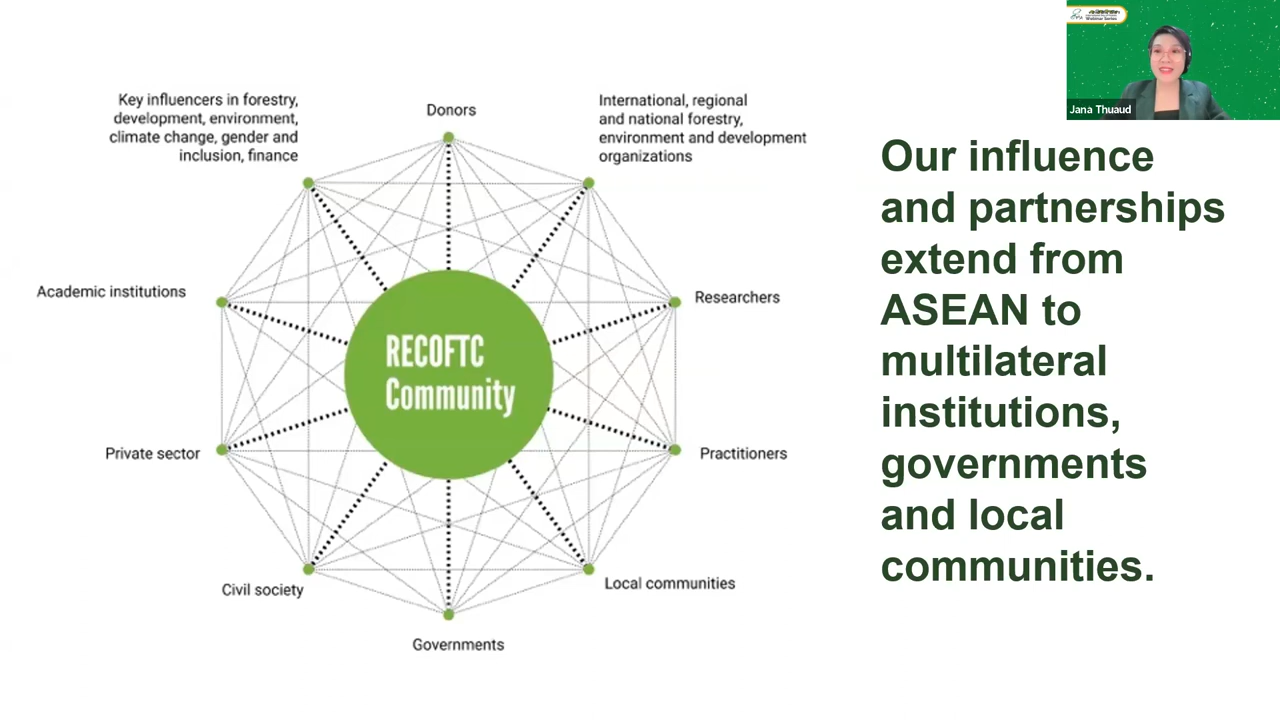 Webinar Series
Jana Thuaud
Key influencers in forestry,
development, environment,
climate change, gender and
inclusion, finance
Donors
International, regional
and national forestry,
environment and development
organizations
Academic institutions
Researchers
RECOFTC
Community
Private sector
Practitioners
Civil society
Local communities
Governments
Our influence
and partnerships
extend from
ASEAN to
multilateral
institutions,
governments
and local
communities.